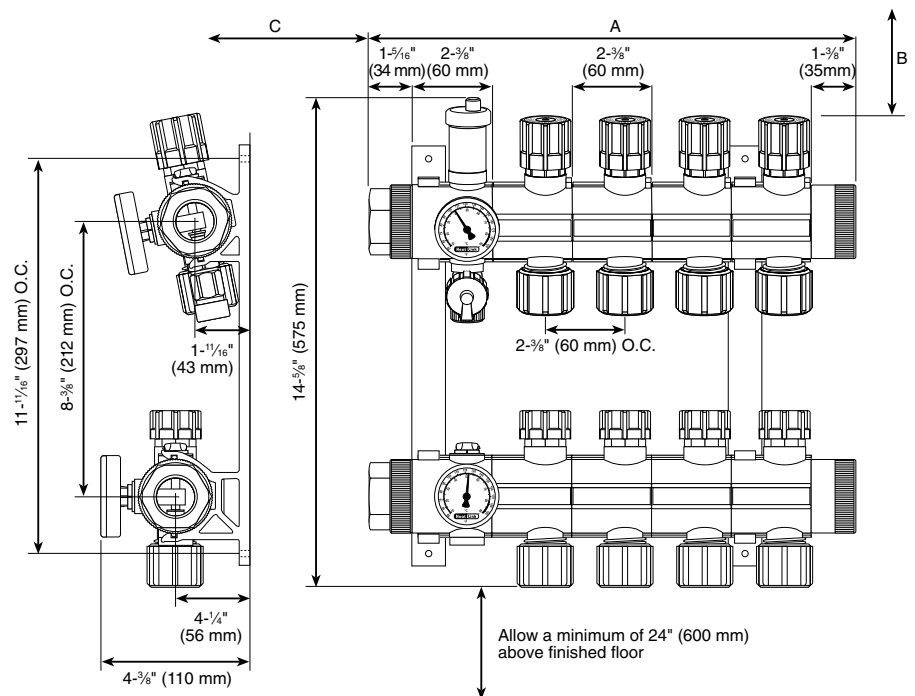 C
A
B
1-5⁄16"
(34 mm)
2-3⁄8"
(60 mm)
2-3⁄8"
(60 mm)
1-3⁄8"
(35mm)
11-11⁄16" (297 mm) O.C.
8-3⁄8" (212 mm) O.C.
1-11⁄16"
(43 mm)
14-5⁄8" (575 mm)
2-3⁄8" (60 mm) O.C.
4-1⁄4"
(56 mm)
4-3⁄8" (110 mm)
Allow a minimum of 24" (600 mm)
above finished floor